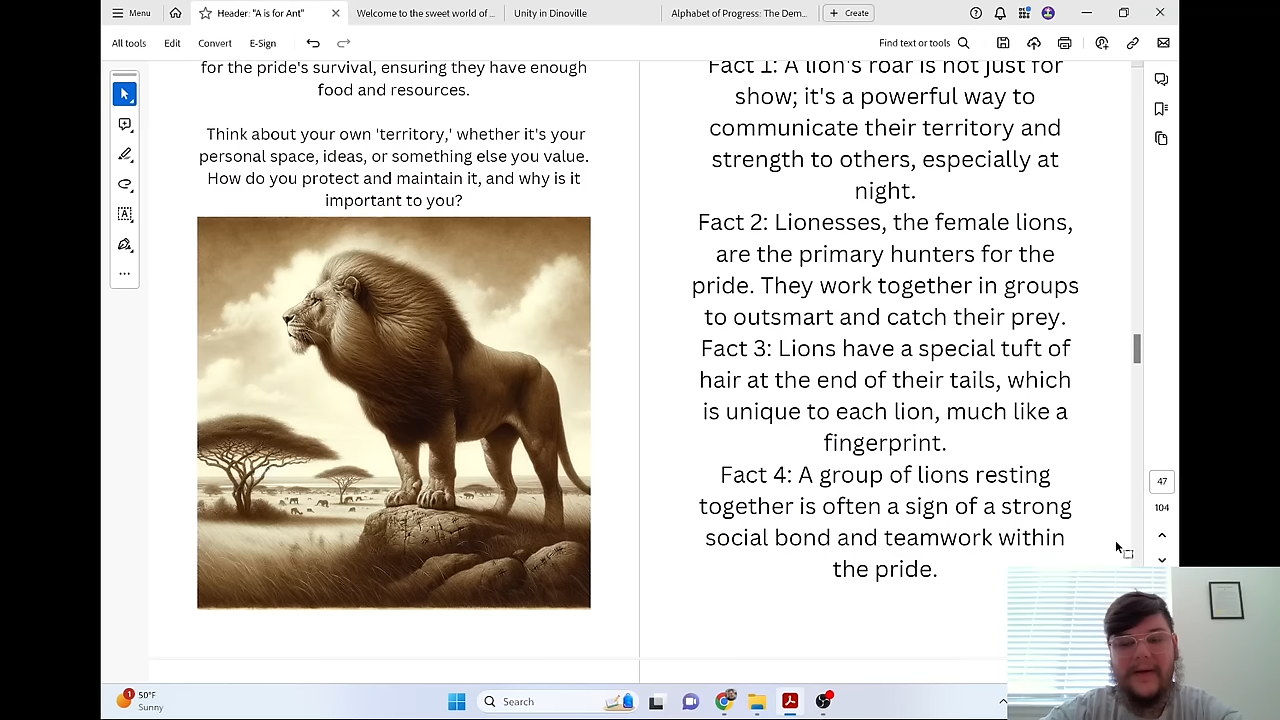 Menu
Header: "A is for Ant"
Welcome to the sweet world of ...
Unity in Enoville
Alphabet of Progress: The Dem...
Create
All tools
Edit
Convert
E-Sign
Find text or tools
for the pride's survival, ensuring they have enough
food and resources.
Think about your own 'territory,' whether it's your
personal space, ideas, or something else you value.
How do you protect and maintain it, and why is it
important to you?
Fact 1: A lion's roar is not just for
show; it's a powerful way to
communicate their territory and
strength to others, especially at
night.
Fact 2: Lionesses, the female lions,
are the primary hunters for the
pride. They work together in groups
to outsmart and catch their prey.
Fact 3: Lions have a special tuft of
hair at the end of their tails, which
is unique to each lion, much like a
fingerprint.
Fact 4: A group of lions resting
together is often a sign of a strong
social bond and teamwork within
the pride.
47
104
1
50°F
Sunny
Search